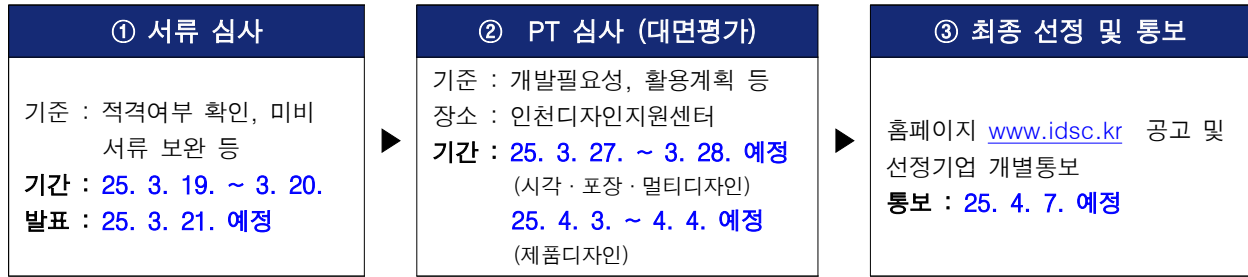 ① 서류 심사
기준 : 적격여부 확인, 미비
서류 보완 등
기간 : 25. 3. 19. ~ 3. 20.
발표 : 25. 3. 21. 예정
▶
② PT 심사 (대면평가)
기준 : 개발필요성, 활용계획 등
장소 : 인천디자인지원센터
기간 : 25. 3. 27. ~ 3. 28. 예정
(시각 · 포장 · 멀티디자인)
25. 4. 3. ~ 4. 4. 예정
(제품디자인)
▶
③ 최종 선정 및 통보
홈페이지 www.idsc.kr 공고 및
선정기업 개별통보
통보 : 25. 4. 7. 예정